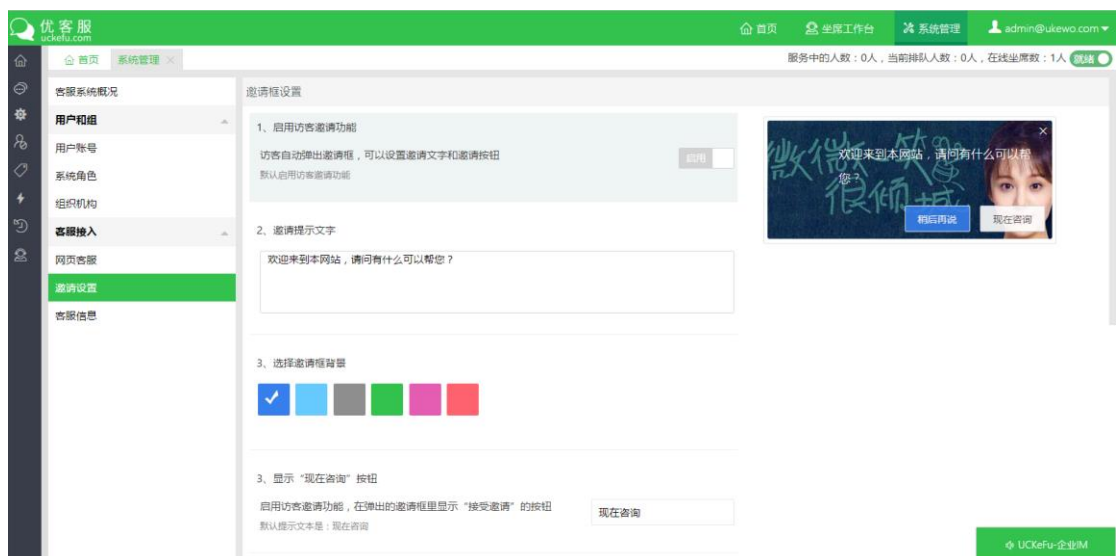 优客服
uckefu.com
首页
坐席工作台
系统管理
admin@ukewo.com
首页
系统管理
服务中的人数：0人，当前排队人数：0人，在线坐席数：1人
就绪
客服系统概况
用户和组
用户账号
系统角色
组织机构
客服接入
网页客服
邀请设置
客服信息
邀请框设置
1、启用访客邀请功能
访客自动弹出邀请框，可以设置邀请文字和邀请按钮
默认启用访客邀请功能
启用
2、邀请提示文字
欢迎来到本网站，请问有什么可以帮您？
3、选择邀请框背景
3、显示“现在咨询”按钮
启用访客邀请功能，在弹出的邀请框里显示“接受邀请”的按钮
默认提示文本是：现在咨询
现在咨询
微微一笑
很倾城
欢迎来到本网站，请问有什么可以帮
您？
稍后再说
现在咨询
UCKeFu-企业IM